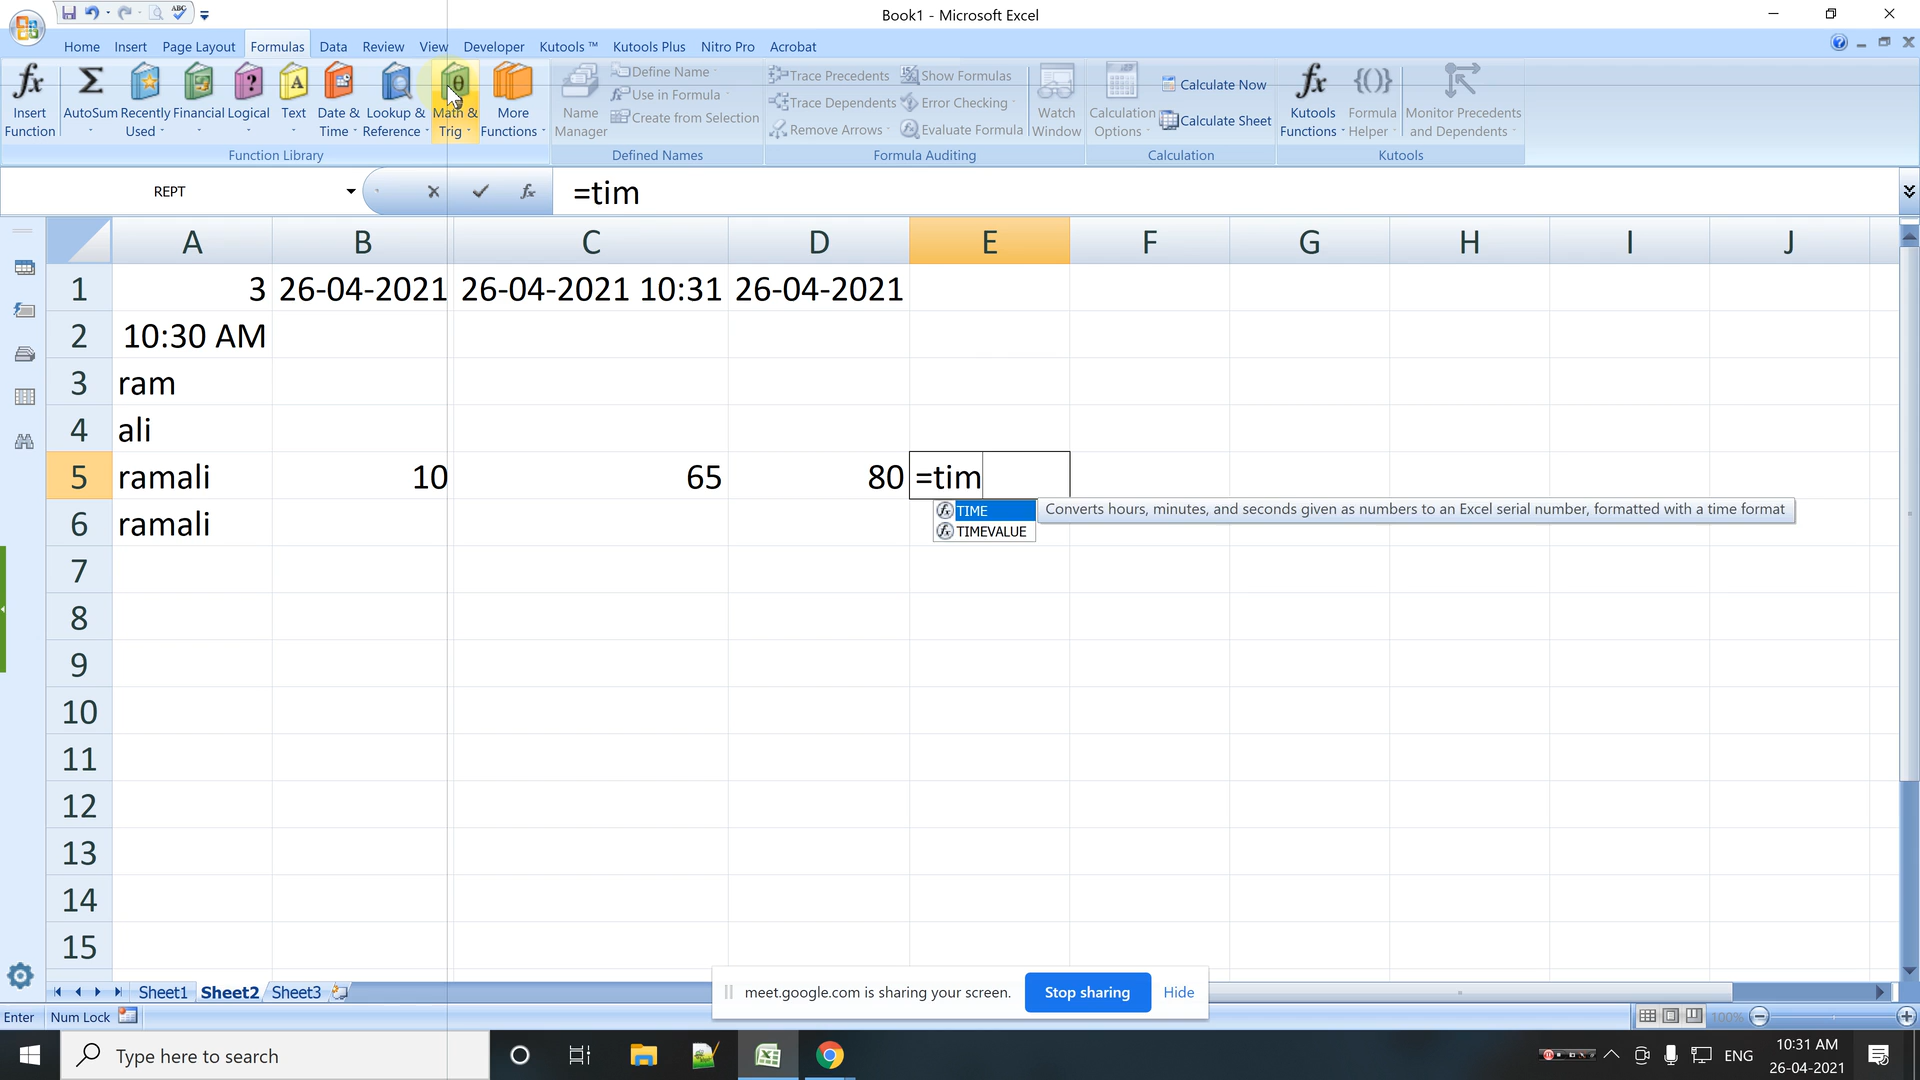 Book1 - Microsoft Excel
Home Insert Page Layout Formulas Data Review View Developer Kutools ™ Kutools Plus Nitro Pro Acrobat
Insert Function
AutoSum
Recently Used
Financial
Logical
Text
Date & Time
Lookup & Reference
Math & Trig
More Functions
Function Library
Name Manager
Define Name
Use in Formula
Create from Selection
Defined Names
Trace Precedents
Trace Dependents
Remove Arrows
Show Formulas
Error Checking
Evaluate Formula
Formula Auditing
Watch Window
Calculation Options
Calculate Now
Calculate Sheet
Calculation
Kutools Functions
Formula Helper
Monitor Precedents and Dependents
Kutools
REPT fx =tim
A B C D E F G H I J
1 3 26-04-2021 26-04-2021 10:31 26-04-2021
2 10:30 AM
3 ram
4 ali
5 ramali 10 65 80 =tim
TIME Converts hours, minutes, and seconds given as numbers to an Excel serial number, formatted with a time format
TIMEVALUE
6 ramali
7
8
9
10
11
12
13
14
15
Sheet1 Sheet2 Sheet3
meet.google.com is sharing your screen. Stop sharing Hide
Enter Num Lock 100%
Type here to search
ENG
10:31 AM
26-04-2021